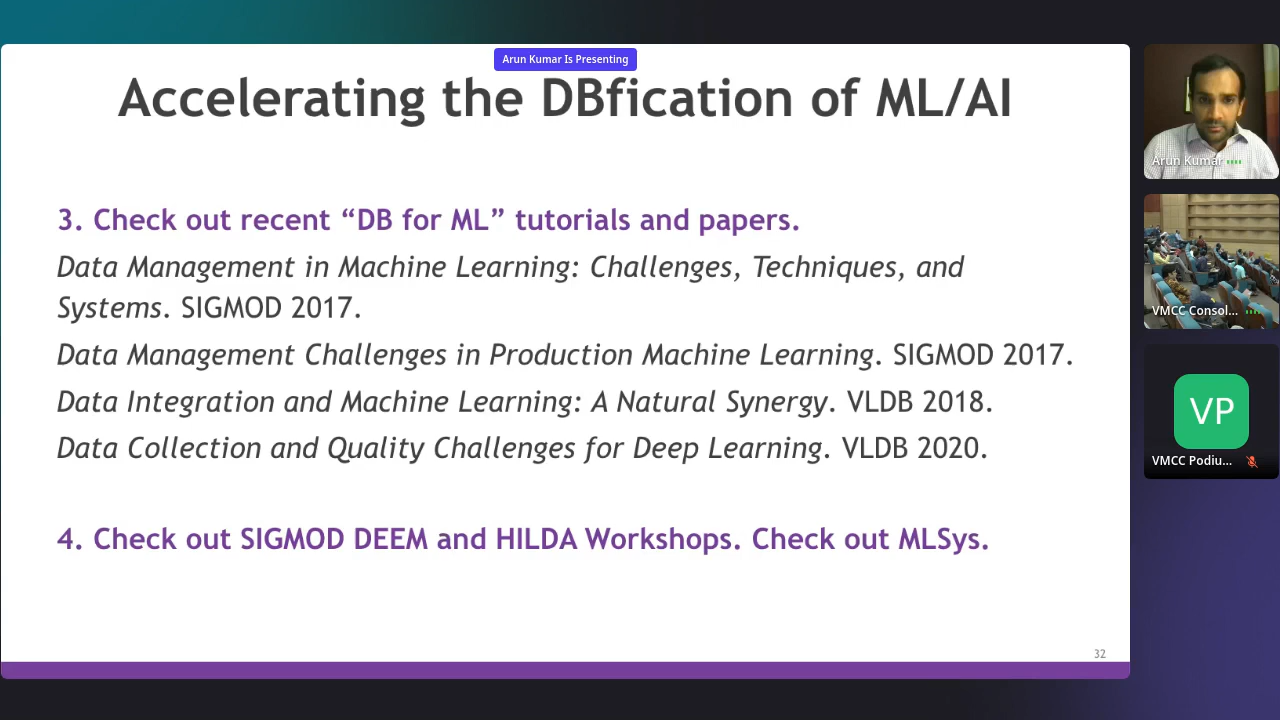 Arun Kumar Is Presenting
Accelerating the DBfication of ML/AI
3. Check out recent “DB for ML” tutorials and papers.
Data Management in Machine Learning: Challenges, Techniques, and
Systems. SIGMOD 2017.
Data Management Challenges in Production Machine Learning. SIGMOD 2017.
Data Integration and Machine Learning: A Natural Synergy. VLDB 2018.
Data Collection and Quality Challenges for Deep Learning. VLDB 2020.
4. Check out SIGMOD DEEM and HILDA Workshops. Check out MLSys.
32
Arun Kumar
VMCC Consol...
VP
VMCC Podiu...